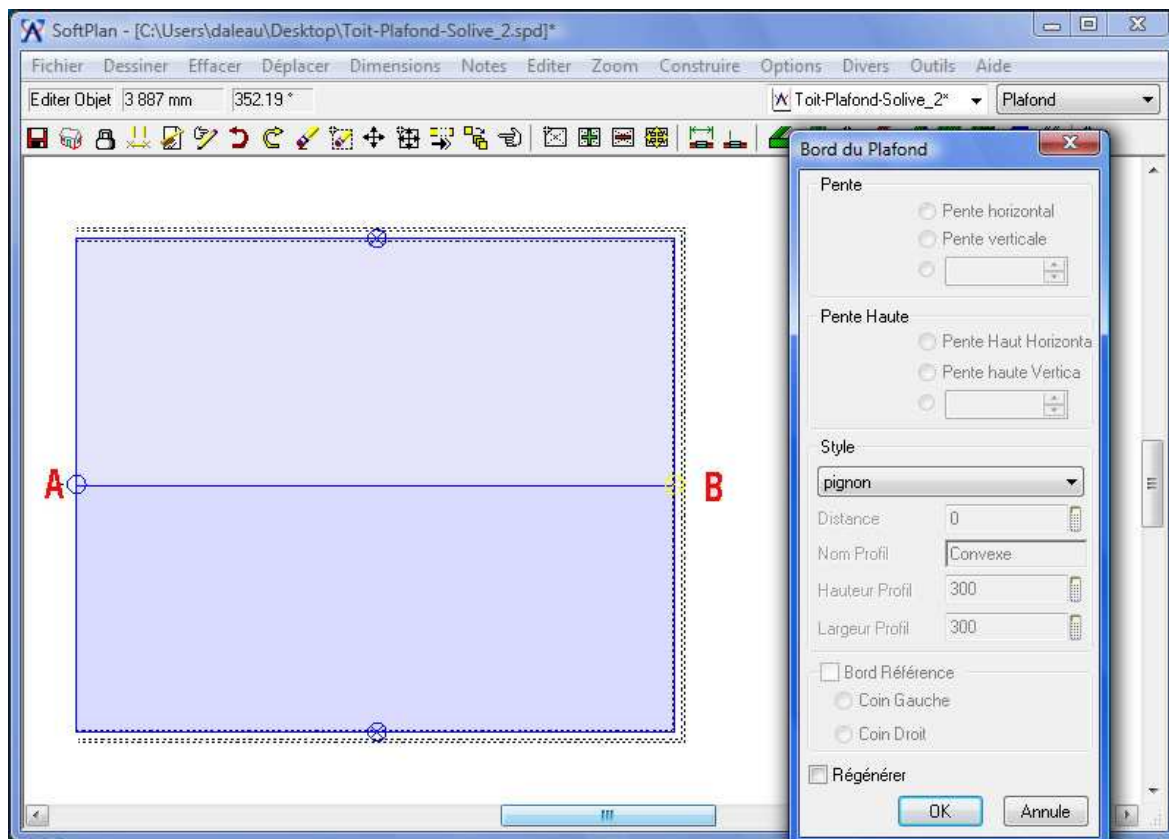 SoftPlan - [C:\Users\daleau\Desktop\Toit-Plafond-Solive_2.spd]*
Fichier Dessiner Effacer Déplacer Dimensions Notes Editer Zoom Construire Options Divers Outils Aide
Editer Objet 3 887 mm 352.19 ° Toit-Plafond-Solive_2* Plafond
Bord du Plafond
Pente
Pente horizontal
Pente verticale
Pente Haute
Pente Haut Horizonta
Pente haute Vertica
Style
pignon
Distance 0
Nom Profil Convexe
Hauteur Profil 300
Largeur Profil 300
Bord Référence
Coin Gauche
Coin Droit
Régénérer
OK Annule
A B